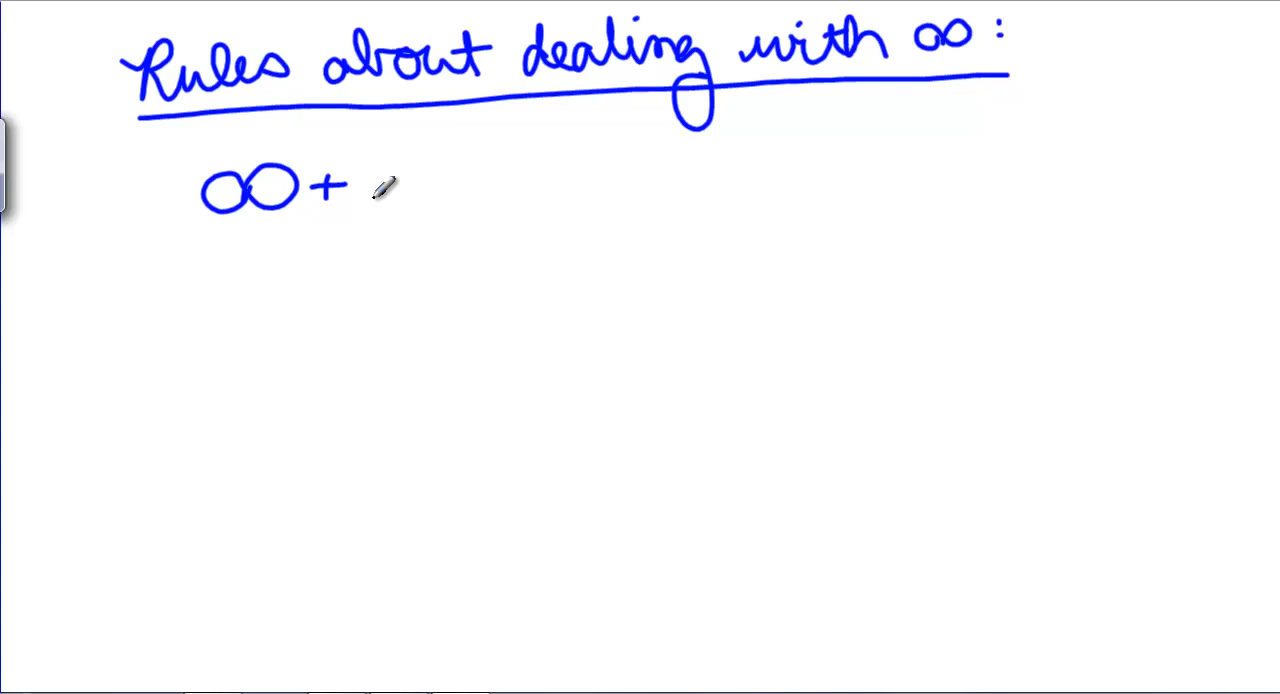 Rules about dealing with ∞ :
∞ +